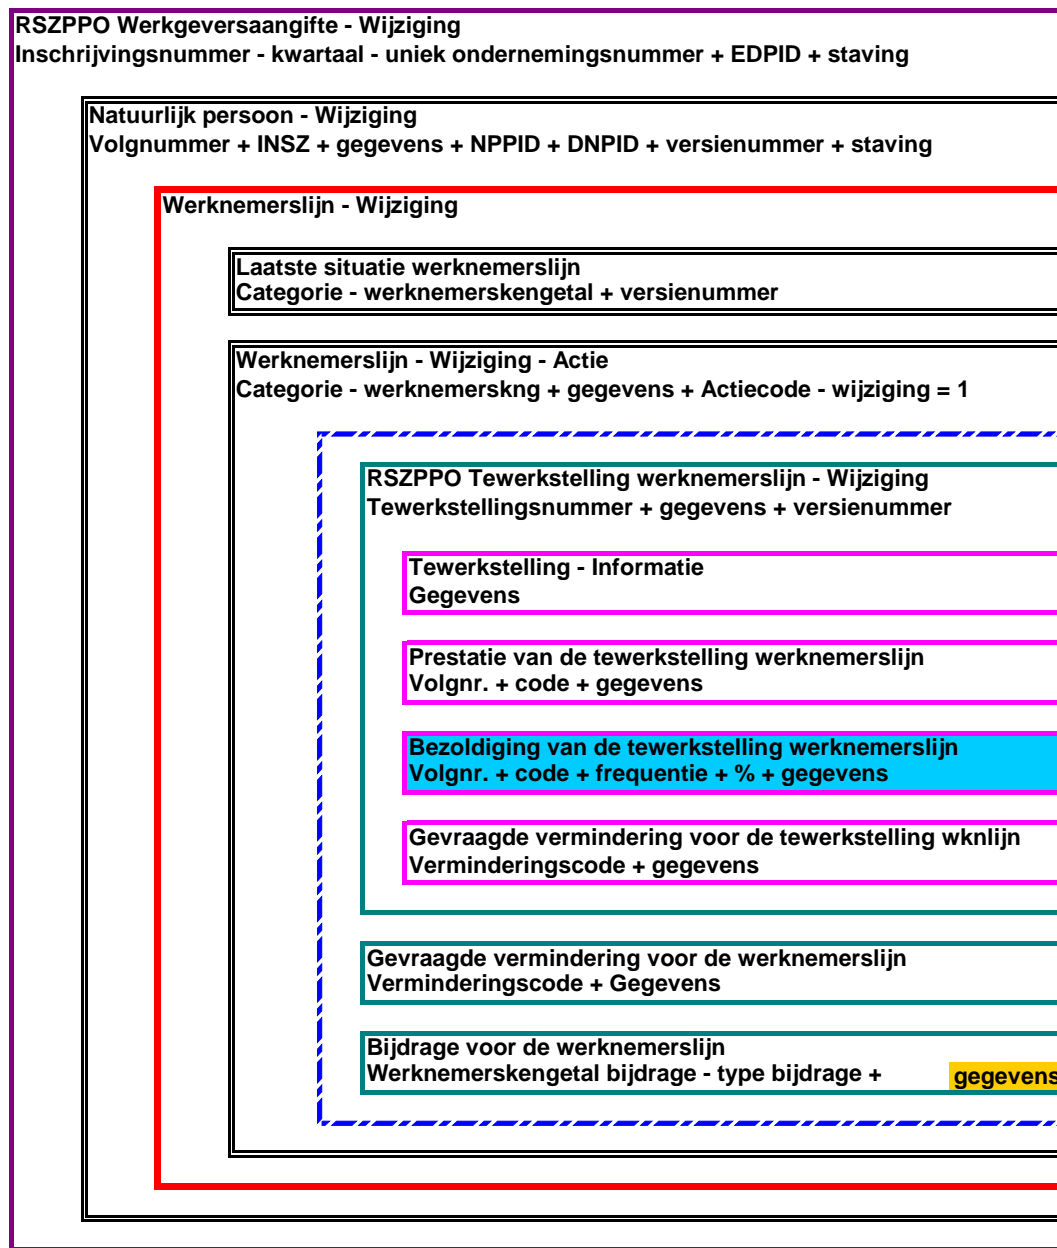 RSZPPO Werkgeversaangifte - Wijziging
Inschrijvingsnummer - kwartaal - uniek ondernemingsnummer + EDPID + staving
Natuurlijk persoon - Wijziging
Volgnummer + INSZ + gegevens + NPPID + DNPID + versienummer + staving
Werknemerslijn - Wijziging
Laatste situatie werknemerslijn
Categorie - werknemerskengetal + versienummer
Werknemerslijn - Wijziging - Actie
Categorie - werknemerskng + gegevens + Actiecode - wijziging = 1
RSZPPO Tewerkstelling werknemerslijn - Wijziging
Tewerkstellingsnummer + gegevens + versienummer
Tewerkstelling - Informatie
Gegevens
Prestatie van de tewerkstelling werknemerslijn
Volgnr. + code + gegevens
Bezoldiging van de tewerkstelling werknemerslijn
Volgnr. + code + frequentie + % + gegevens
Gevraagde vermindering voor de tewerkstelling wknlijn
Verminderingscode + gegevens
Gevraagde vermindering voor de werknemerslijn
Verminderingscode + Gegevens
Bijdrage voor de werknemerslijn
Werknemerskengetal bijdrage - type bijdrage + gegevens